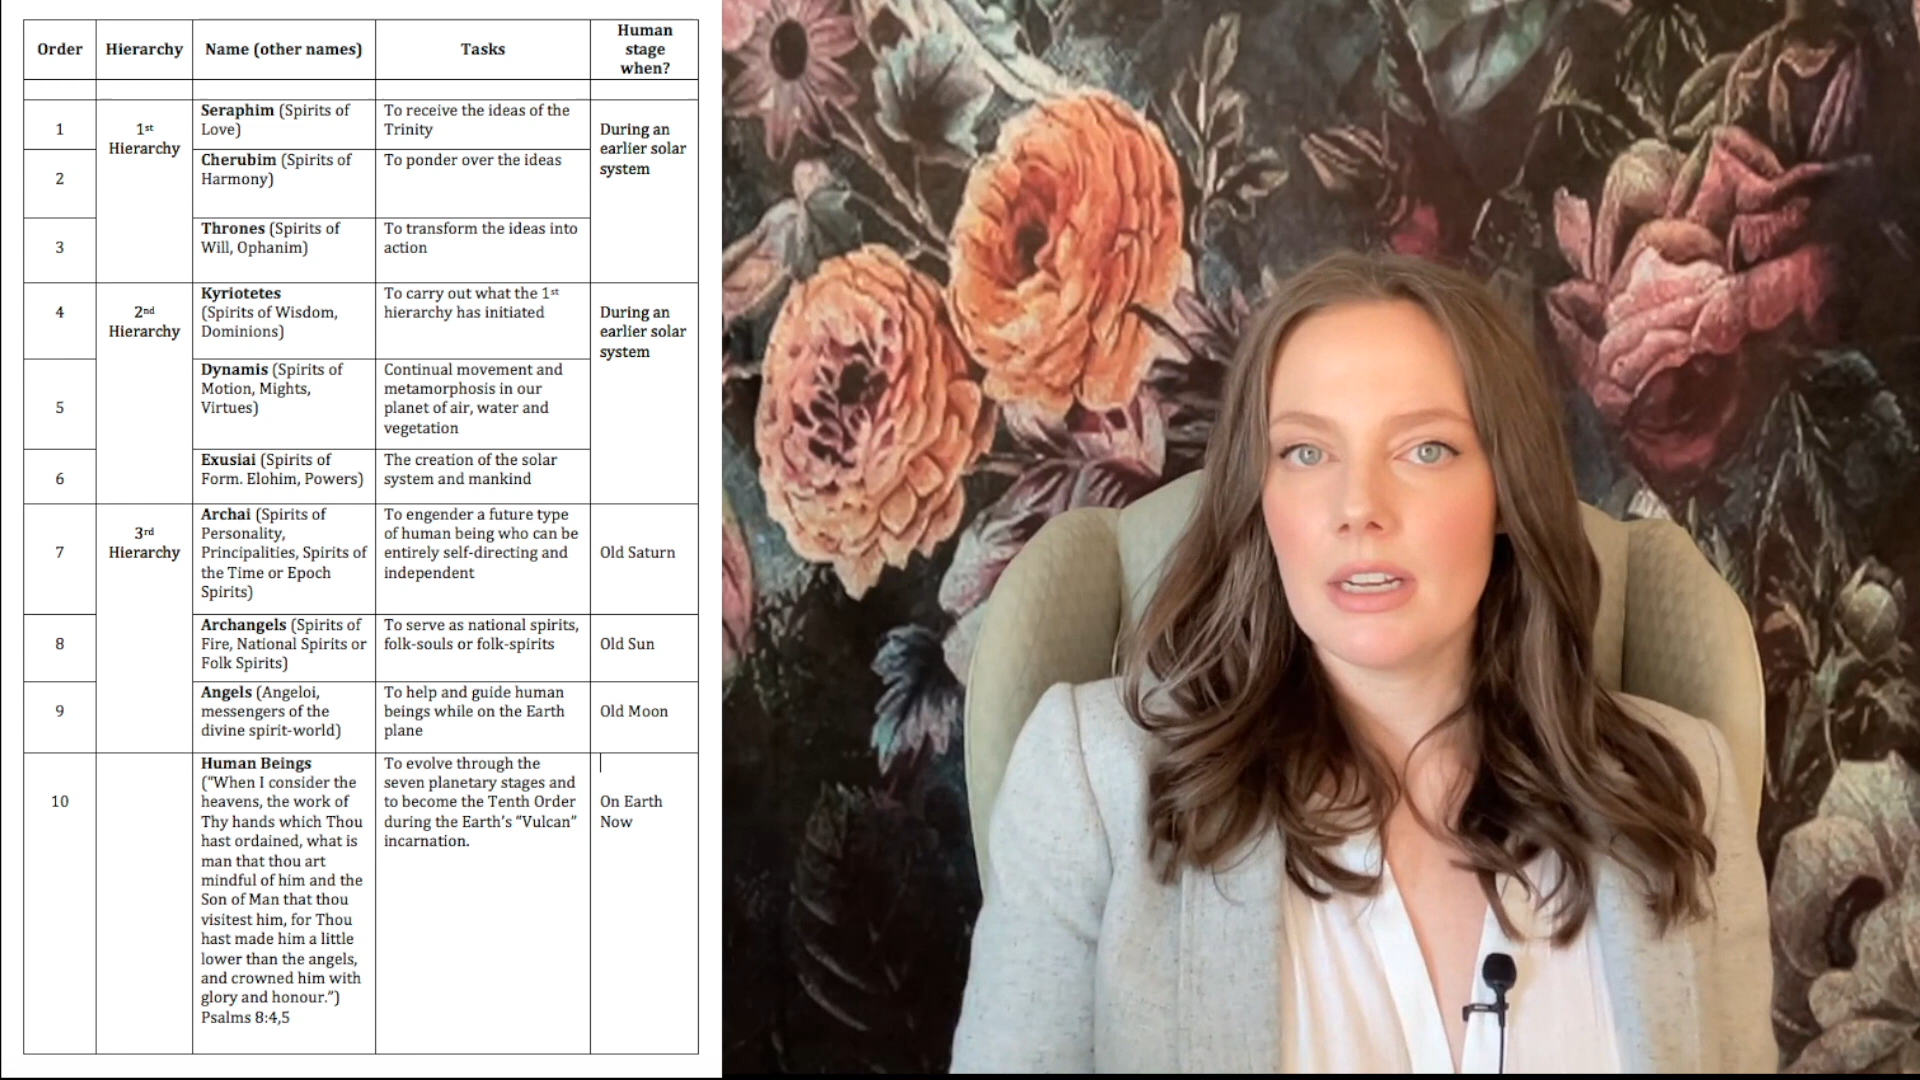 Order Hierarchy Name (other names) Tasks Human
stage
when?
1
1st
Hierarchy
Seraphim (Spirits of
Love)
To receive the ideas of the
Trinity
During an
earlier solar
system
2
Cherubim (Spirits of
Harmony)
To ponder over the ideas
3
Thrones (Spirits of
Will, Ophanim)
To transform the ideas into
action
4
2nd
Hierarchy
Kyriotetes
(Spirits of Wisdom,
Dominions)
To carry out what the 1st
hierarchy has initiated
During an
earlier solar
system
5
Dynamis (Spirits of
Motion, Mights,
Virtues)
Continual movement and
metamorphosis in our
planet of air, water and
vegetation
6
Exusiai (Spirits of
Form. Elohim, Powers)
The creation of the solar
system and mankind
7
3rd
Hierarchy
Archai (Spirits of
Personality,
Principalities, Spirits of
the Time or Epoch
Spirits)
To engender a future type
of human being who can be
entirely self-directing and
independent
Old Saturn
8
Archangels (Spirits of
Fire, National Spirits or
Folk Spirits)
To serve as national spirits,
folk-souls or folk-spirits
Old Sun
9
Angels (Angeloi,
messengers of the
divine spirit-world)
To help and guide human
beings while on the Earth
plane
Old Moon
10
Human Beings
("When I consider the
heavens, the work of
Thy hands which Thou
hast ordained, what is
man that thou art
mindful of him and the
Son of Man that thou
visitest him, for Thou
hast made him a little
lower than the angels,
and crowned him with
glory and honour.")
Psalms 8:4,5
To evolve through the
seven planetary stages and
to become the Tenth Order
during the Earth's "Vulcan"
incarnation.
On Earth
Now